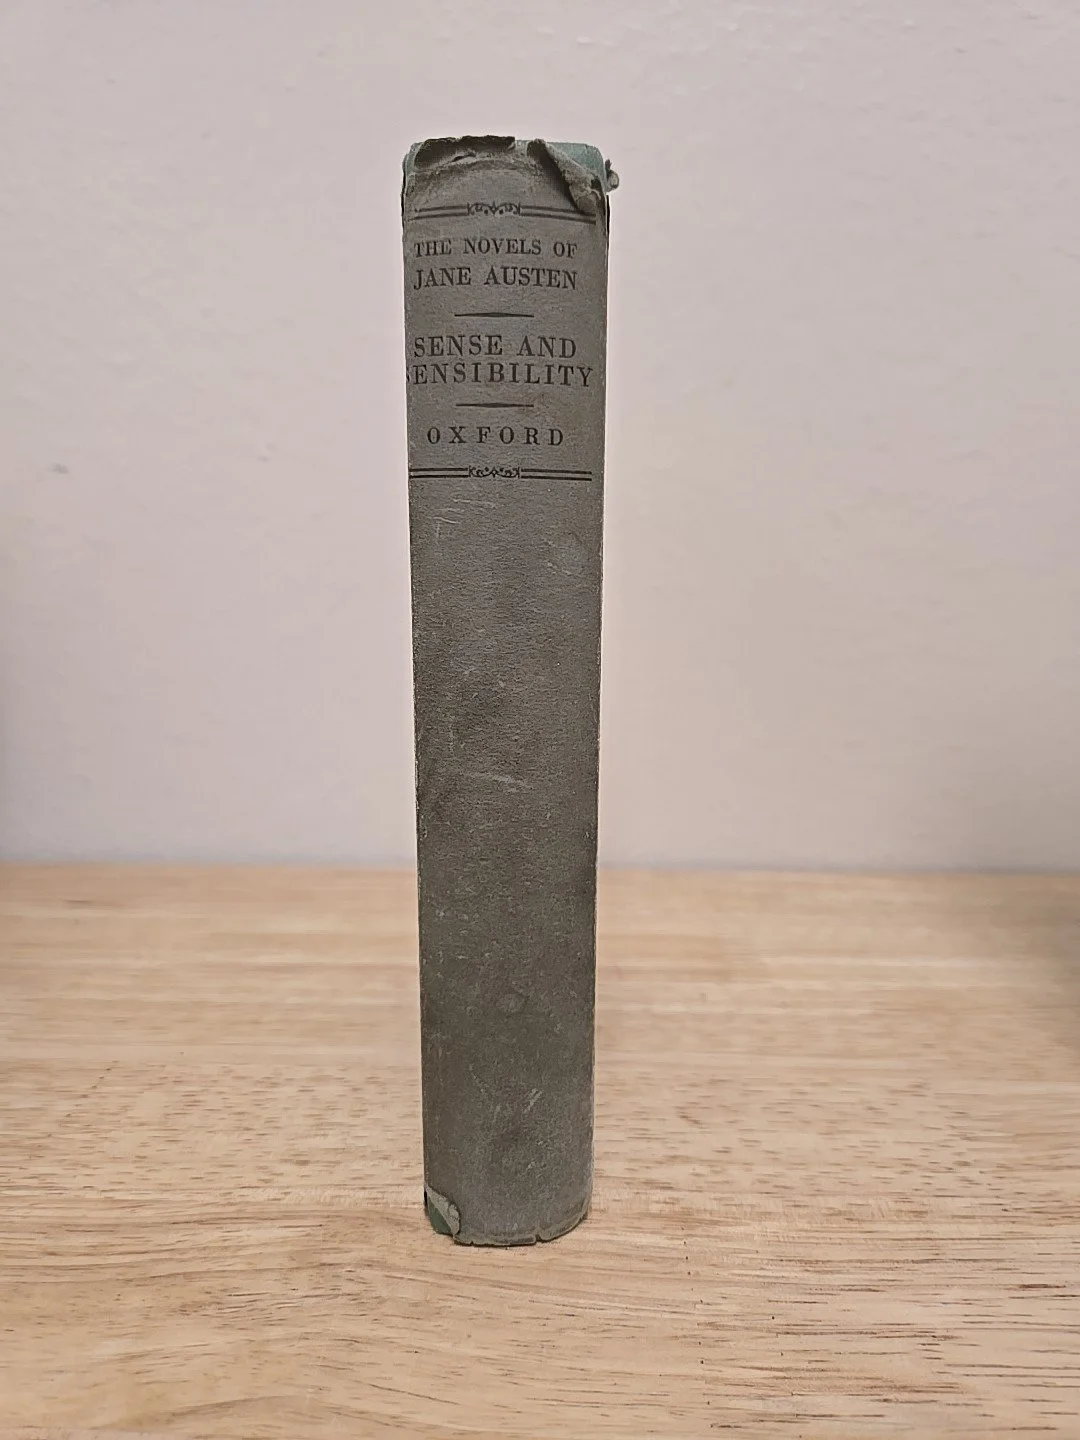 THE NOVELS OF
JANE AUSTEN
SENSE AND
SENSIBILITY
OXFORD